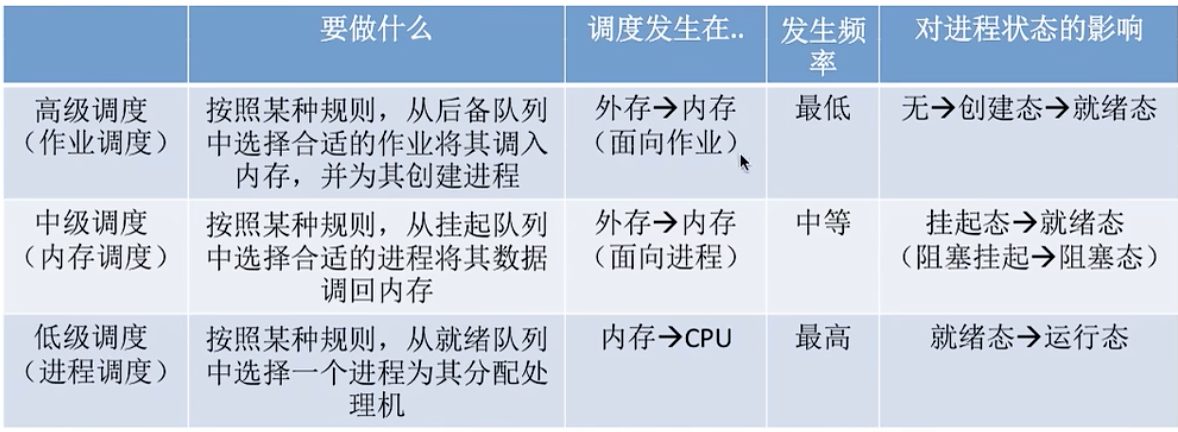 要做什么
调度发生在..
发生频
率
对进程状态的影响
高级调度
（作业调度）
按照某种规则，从后备队列
中选择合适的作业将其调入
内存，并为其创建进程
外存→内存
（面向作业）
最低
无→创建态→就绪态
中级调度
（内存调度）
按照某种规则，从挂起队列
中选择合适的进程将其数据
调回内存
外存→内存
（面向进程）
中等
挂起态→就绪态
（阻塞挂起→阻塞态）
低级调度
（进程调度）
按照某种规则，从就绪队列
中选择一个进程为其分配处
理机
内存→CPU
最高
就绪态→运行态